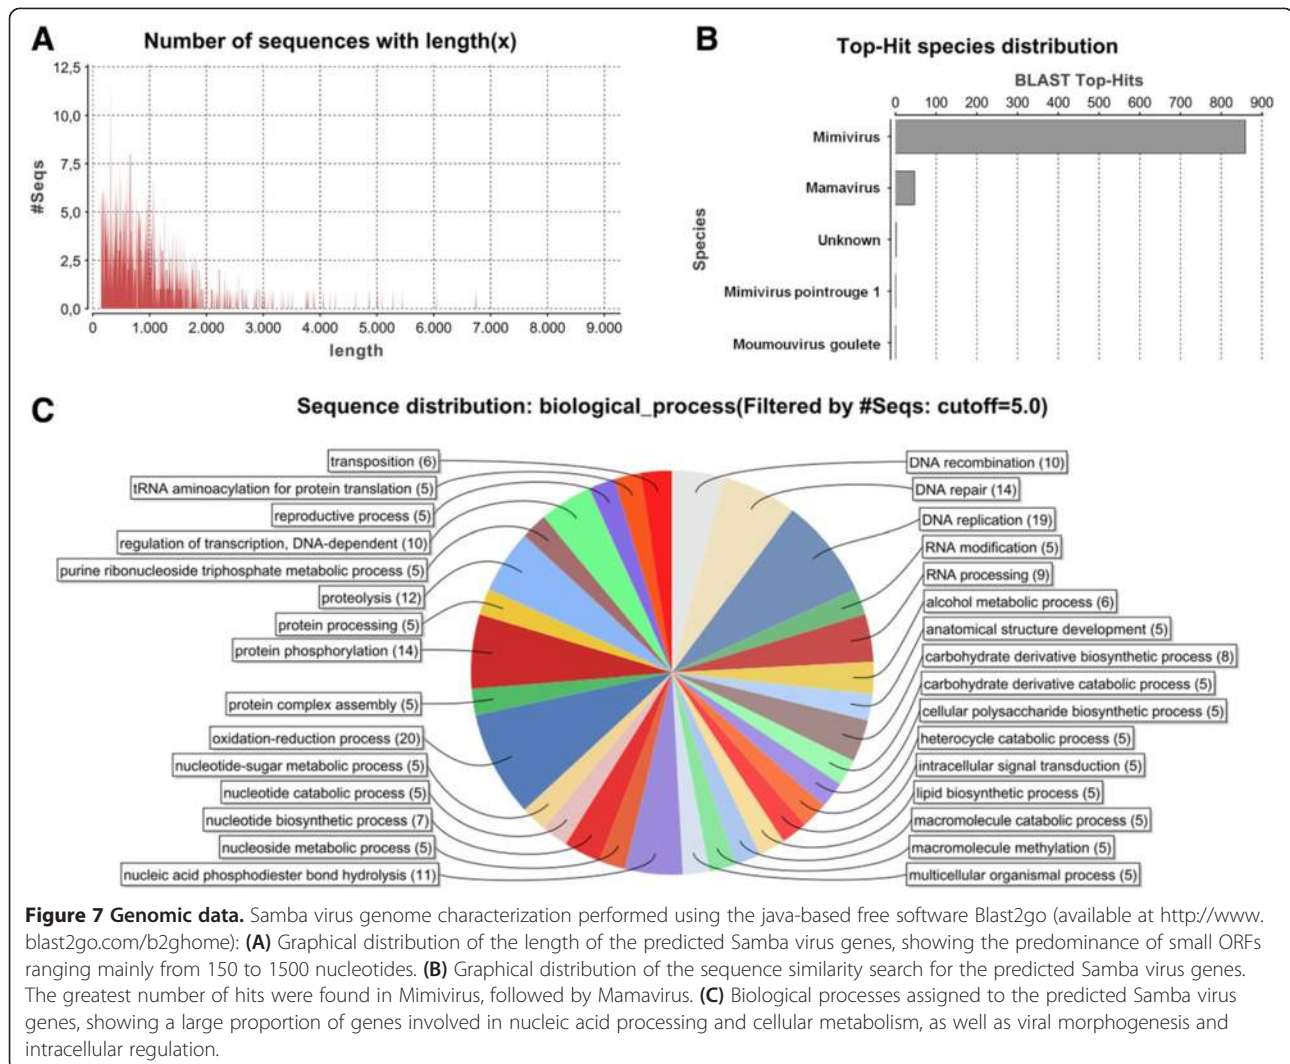 A
Number of sequences with length(x)
12,5
10,0
7,5
5,0
2,5
0,0
#Seqs
0 1.000 2.000 3.000 4.000 5.000 6.000 7.000 8.000 9.000
length
B
Top-Hit species distribution
BLAST Top-Hits
0 100 200 300 400 500 600 700 800 900
Species
Mimivirus
Mamavirus
Unknown
Mimivirus pointrouge 1
Moumouvirus goulete
C
Sequence distribution: biological_process(Filtered by #Seqs: cutoff=5.0)
transposition (6)
tRNA aminoacylation for protein translation (5)
reproductive process (5)
regulation of transcription, DNA-dependent (10)
purine ribonucleoside triphosphate metabolic process (5)
proteolysis (12)
protein processing (5)
protein phosphorylation (14)
protein complex assembly (5)
oxidation-reduction process (20)
nucleotide-sugar metabolic process (5)
nucleotide catabolic process (5)
nucleotide biosynthetic process (7)
nucleoside metabolic process (5)
nucleic acid phosphodiester bond hydrolysis (11)
DNA recombination (10)
DNA repair (14)
DNA replication (19)
RNA modification (5)
RNA processing (9)
alcohol metabolic process (6)
anatomical structure development (5)
carbohydrate derivative biosynthetic process (8)
carbohydrate derivative catabolic process (5)
cellular polysaccharide biosynthetic process (5)
heterocycle catabolic process (5)
intracellular signal transduction (5)
lipid biosynthetic process (5)
macromolecule catabolic process (5)
macromolecule methylation (5)
multicellular organismal process (5)
Figure 7 Genomic data. Samba virus genome characterization performed using the java-based free software Blast2go (available at http://www.
blast2go.com/b2ghome): (A) Graphical distribution of the length of the predicted Samba virus genes, showing the predominance of small ORFs
ranging mainly from 150 to 1500 nucleotides. (B) Graphical distribution of the sequence similarity search for the predicted Samba virus genes.
The greatest number of hits were found in Mimivirus, followed by Mamavirus. (C) Biological processes assigned to the predicted Samba virus
genes, showing a large proportion of genes involved in nucleic acid processing and cellular metabolism, as well as viral morphogenesis and
intracellular regulation.